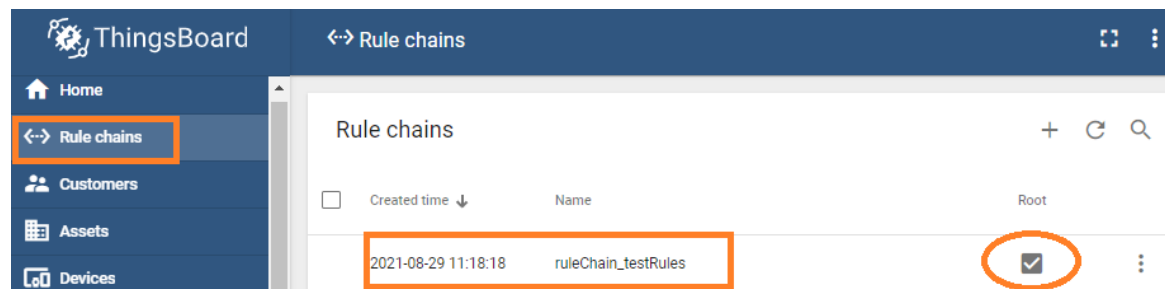 ThingsBoard
Rule chains
Home
Rule chains
Customers
Assets
Devices
Rule chains
Created time Name Root
2021-08-29 11:18:18 ruleChain_testRules